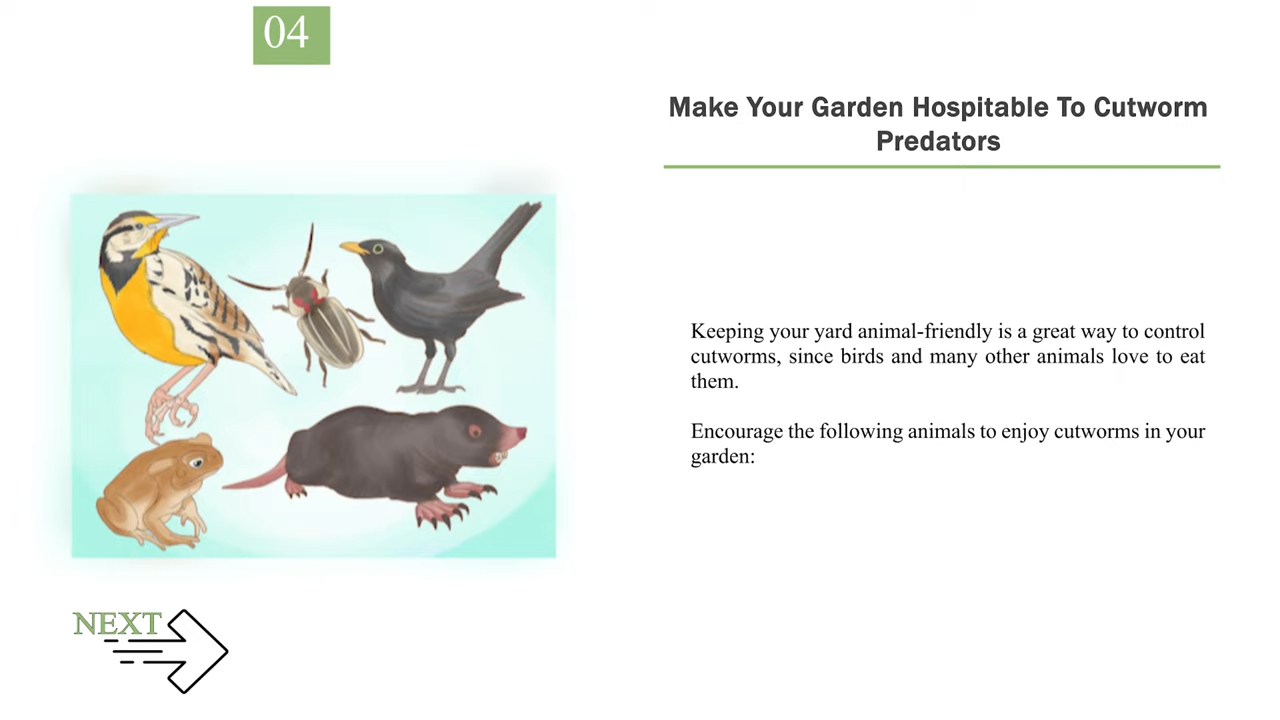 04
Make Your Garden Hospitable To Cutworm
Predators
Keeping your yard animal-friendly is a great way to control
cutworms, since birds and many other animals love to eat
them.
Encourage the following animals to enjoy cutworms in your
garden:
NEXT